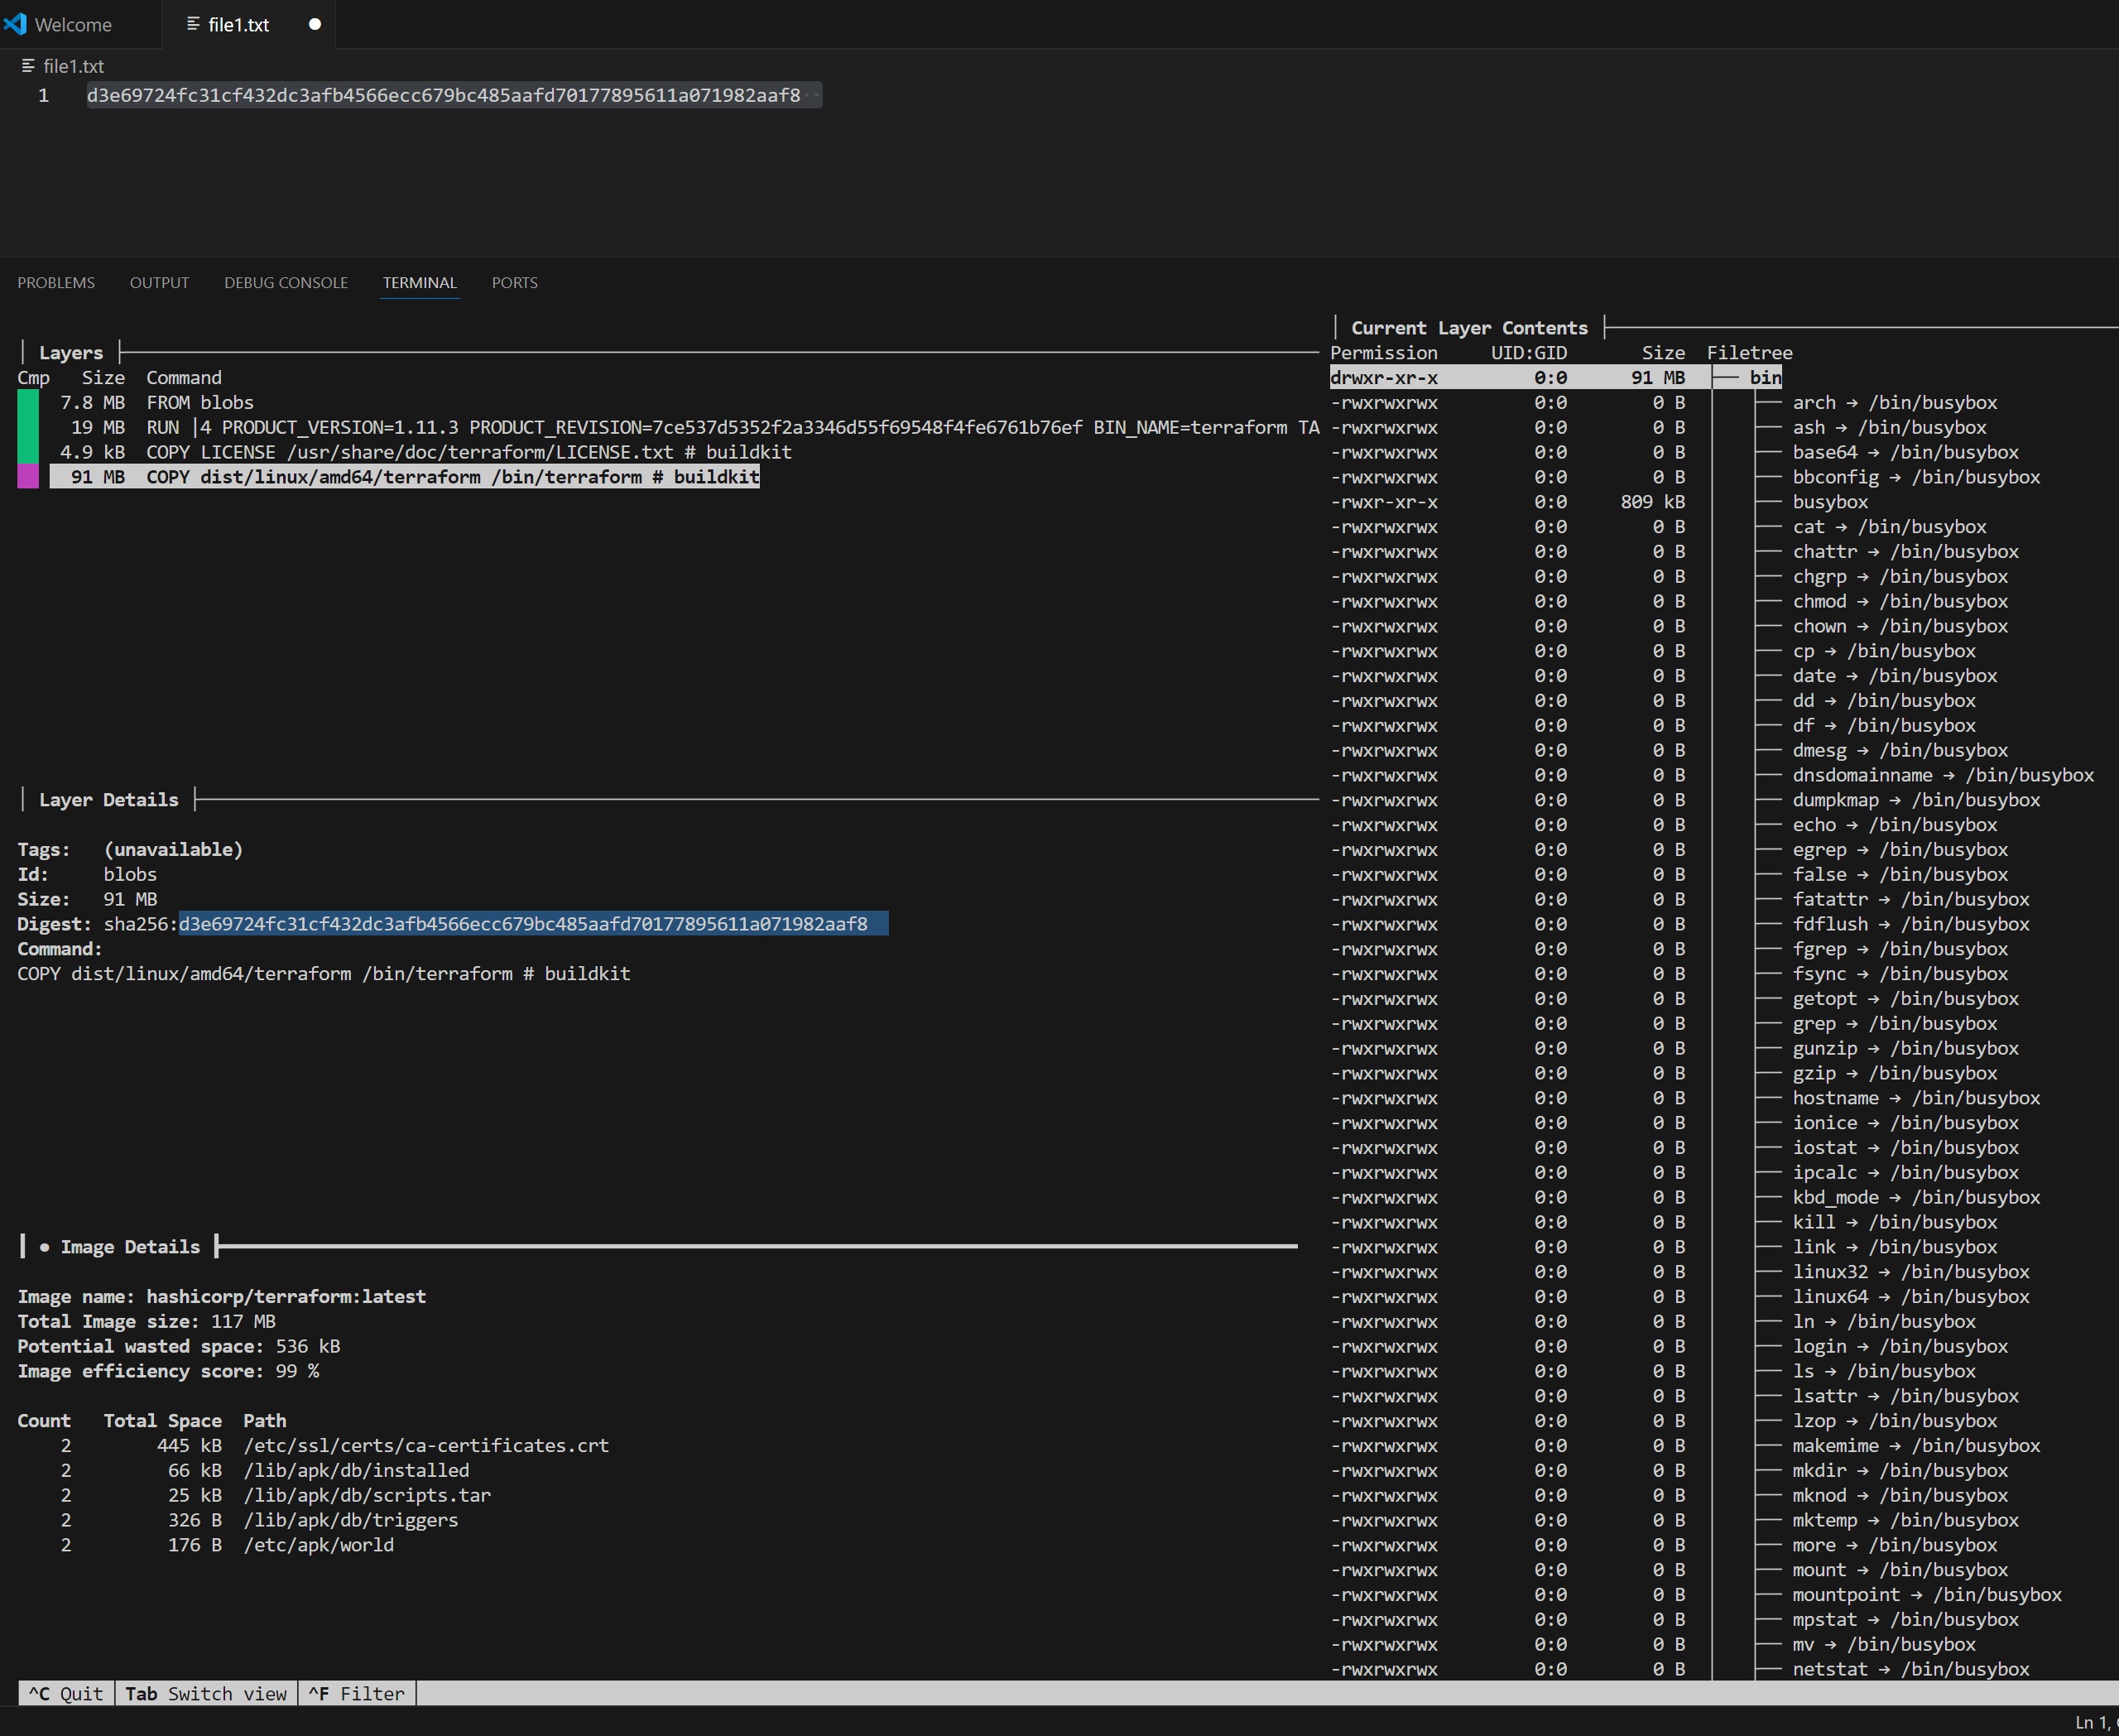 Welcome
file1.txt
file1.txt
1 d3e69724fc31cf432dc3afb4566ecc679bc485aafd70177895611a071982aaf8
PROBLEMS OUTPUT DEBUG CONSOLE TERMINAL PORTS
Layers
Cmp Size Command
7.8 MB FROM blobs
19 MB RUN |4 PRODUCT_VERSION=1.11.3 PRODUCT_REVISION=7ce537d5352f2a3346d55f69548f4fe6761b76ef BIN_NAME=terraform TA
4.9 kB COPY LICENSE /usr/share/doc/terraform/LICENSE.txt # buildkit
91 MB COPY dist/linux/amd64/terraform /bin/terraform # buildkit
Layer Details
Tags: (unavailable)
Id: blobs
Size: 91 MB
Digest: sha256:d3e69724fc31cf432dc3afb4566ecc679bc485aafd70177895611a071982aaf8
Command:
COPY dist/linux/amd64/terraform /bin/terraform # buildkit
● Image Details
Image name: hashicorp/terraform:latest
Total Image size: 117 MB
Potential wasted space: 536 kB
Image efficiency score: 99 %
Count Total Space Path
2 445 kB /etc/ssl/certs/ca-certificates.crt
2 66 kB /lib/apk/db/installed
2 25 kB /lib/apk/db/scripts.tar
2 326 B /lib/apk/db/triggers
2 176 B /etc/apk/world
Current Layer Contents
Permission UID:GID Size Filetree
drwxr-xr-x 0:0 91 MB ├── bin
-rwxrwxrwx 0:0 0 B │ ├── arch → /bin/busybox
-rwxrwxrwx 0:0 0 B │ ├── ash → /bin/busybox
-rwxrwxrwx 0:0 0 B │ ├── base64 → /bin/busybox
-rwxrwxrwx 0:0 0 B │ ├── bbconfig → /bin/busybox
-rwxr-xr-x 0:0 809 kB │ ├── busybox
-rwxrwxrwx 0:0 0 B │ ├── cat → /bin/busybox
-rwxrwxrwx 0:0 0 B │ ├── chattr → /bin/busybox
-rwxrwxrwx 0:0 0 B │ ├── chgrp → /bin/busybox
-rwxrwxrwx 0:0 0 B │ ├── chmod → /bin/busybox
-rwxrwxrwx 0:0 0 B │ ├── chown → /bin/busybox
-rwxrwxrwx 0:0 0 B │ ├── cp → /bin/busybox
-rwxrwxrwx 0:0 0 B │ ├── date → /bin/busybox
-rwxrwxrwx 0:0 0 B │ ├── dd → /bin/busybox
-rwxrwxrwx 0:0 0 B │ ├── df → /bin/busybox
-rwxrwxrwx 0:0 0 B │ ├── dmesg → /bin/busybox
-rwxrwxrwx 0:0 0 B │ ├── dnsdomainname → /bin/busybox
-rwxrwxrwx 0:0 0 B │ ├── dumpkmap → /bin/busybox
-rwxrwxrwx 0:0 0 B │ ├── echo → /bin/busybox
-rwxrwxrwx 0:0 0 B │ ├── egrep → /bin/busybox
-rwxrwxrwx 0:0 0 B │ ├── false → /bin/busybox
-rwxrwxrwx 0:0 0 B │ ├── fatattr → /bin/busybox
-rwxrwxrwx 0:0 0 B │ ├── fdflush → /bin/busybox
-rwxrwxrwx 0:0 0 B │ ├── fgrep → /bin/busybox
-rwxrwxrwx 0:0 0 B │ ├── fsync → /bin/busybox
-rwxrwxrwx 0:0 0 B │ ├── getopt → /bin/busybox
-rwxrwxrwx 0:0 0 B │ ├── grep → /bin/busybox
-rwxrwxrwx 0:0 0 B │ ├── gunzip → /bin/busybox
-rwxrwxrwx 0:0 0 B │ ├── gzip → /bin/busybox
-rwxrwxrwx 0:0 0 B │ ├── hostname → /bin/busybox
-rwxrwxrwx 0:0 0 B │ ├── ionice → /bin/busybox
-rwxrwxrwx 0:0 0 B │ ├── iostat → /bin/busybox
-rwxrwxrwx 0:0 0 B │ ├── ipcalc → /bin/busybox
-rwxrwxrwx 0:0 0 B │ ├── kbd_mode → /bin/busybox
-rwxrwxrwx 0:0 0 B │ ├── kill → /bin/busybox
-rwxrwxrwx 0:0 0 B │ ├── link → /bin/busybox
-rwxrwxrwx 0:0 0 B │ ├── linux32 → /bin/busybox
-rwxrwxrwx 0:0 0 B │ ├── linux64 → /bin/busybox
-rwxrwxrwx 0:0 0 B │ ├── ln → /bin/busybox
-rwxrwxrwx 0:0 0 B │ ├── login → /bin/busybox
-rwxrwxrwx 0:0 0 B │ ├── ls → /bin/busybox
-rwxrwxrwx 0:0 0 B │ ├── lsattr → /bin/busybox
-rwxrwxrwx 0:0 0 B │ ├── lzop → /bin/busybox
-rwxrwxrwx 0:0 0 B │ ├── makemime → /bin/busybox
-rwxrwxrwx 0:0 0 B │ ├── mkdir → /bin/busybox
-rwxrwxrwx 0:0 0 B │ ├── mknod → /bin/busybox
-rwxrwxrwx 0:0 0 B │ ├── mktemp → /bin/busybox
-rwxrwxrwx 0:0 0 B │ ├── more → /bin/busybox
-rwxrwxrwx 0:0 0 B │ ├── mount → /bin/busybox
-rwxrwxrwx 0:0 0 B │ ├── mountpoint → /bin/busybox
-rwxrwxrwx 0:0 0 B │ ├── mpstat → /bin/busybox
-rwxrwxrwx 0:0 0 B │ ├── mv → /bin/busybox
-rwxrwxrwx 0:0 0 B │ ├── netstat → /bin/busybox
^C Quit Tab Switch view ^F Filter
Ln 1,